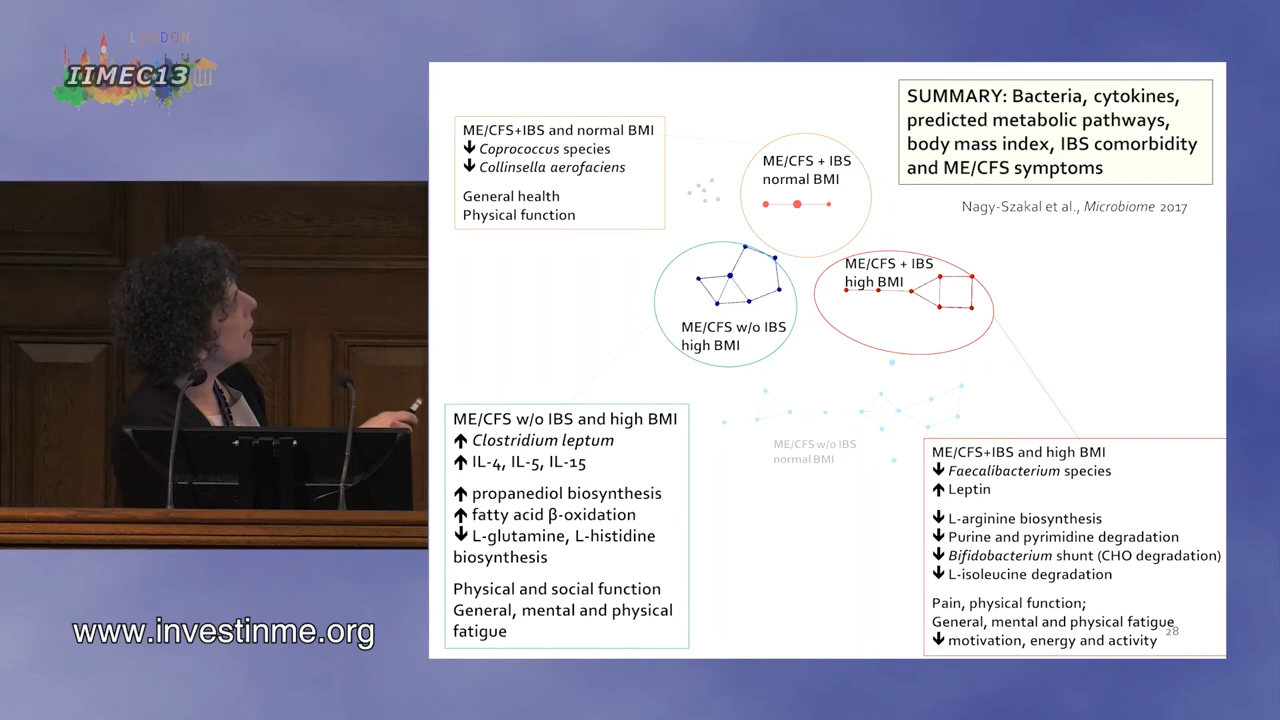 LONDON
IIMEC13
SUMMARY: Bacteria, cytokines,
predicted metabolic pathways,
body mass index, IBS comorbidity
and ME/CFS symptoms
Nagy-Szakal et al., Microbiome 2017
ME/CFS+IBS and normal BMI
↓ Coprococcus species
↓ Collinsella aerofaciens
General health
Physical function
ME/CFS + IBS
normal BMI
ME/CFS + IBS
high BMI
ME/CFS w/o IBS
high BMI
ME/CFS w/o IBS
normal BMI
ME/CFS w/o IBS and high BMI
↑ Clostridium leptum
↑ IL-4, IL-5, IL-15
↑ propanediol biosynthesis
↑ fatty acid β-oxidation
↓ L-glutamine, L-histidine
biosynthesis
Physical and social function
General, mental and physical
fatigue
ME/CFS+IBS and high BMI
↓ Faecalibacterium species
↑ Leptin
↓ L-arginine biosynthesis
↓ Purine and pyrimidine degradation
↓ Bifidobacterium shunt (CHO degradation)
↓ L-isoleucine degradation
Pain, physical function;
General, mental and physical fatigue
↓ motivation, energy and activity
28
www.investinme.org